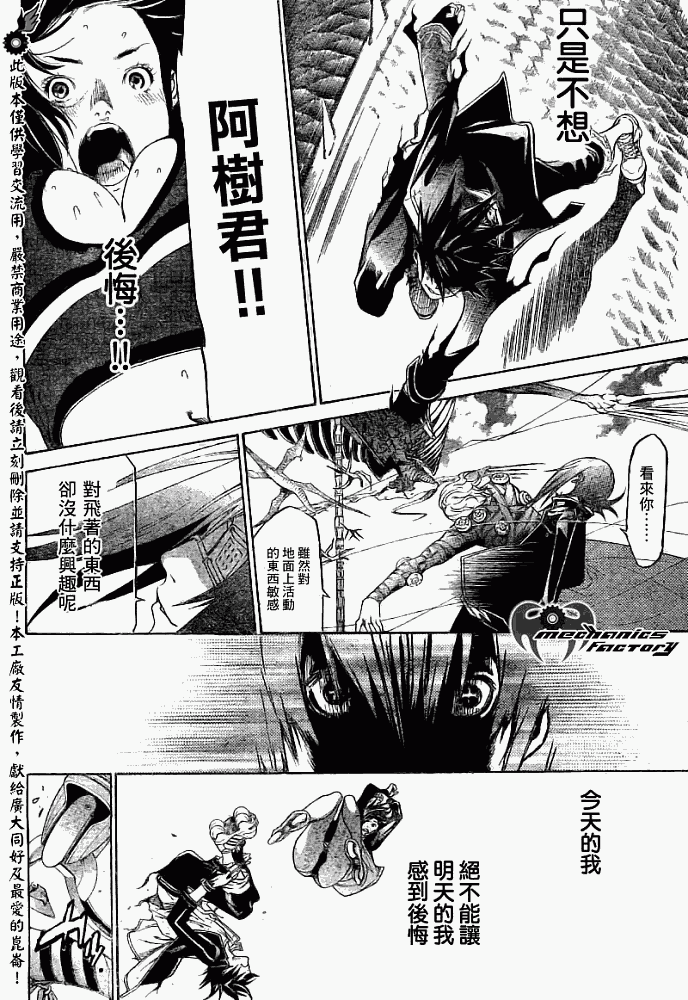 只是不想
阿樹君!!
後悔…!!
看來你……
雖然對
地面上活動
的東西敏感
對飛著的東西
卻沒什麼興趣呢
今天的我
絕不能讓
明天的我
感到後悔
mechanics
Factory
此版本僅供學習交流用，嚴禁商業用途，觀看後請立刻刪除並請支持正版！本工廠友情製作，獻給廣大同好及最愛的崑崙！